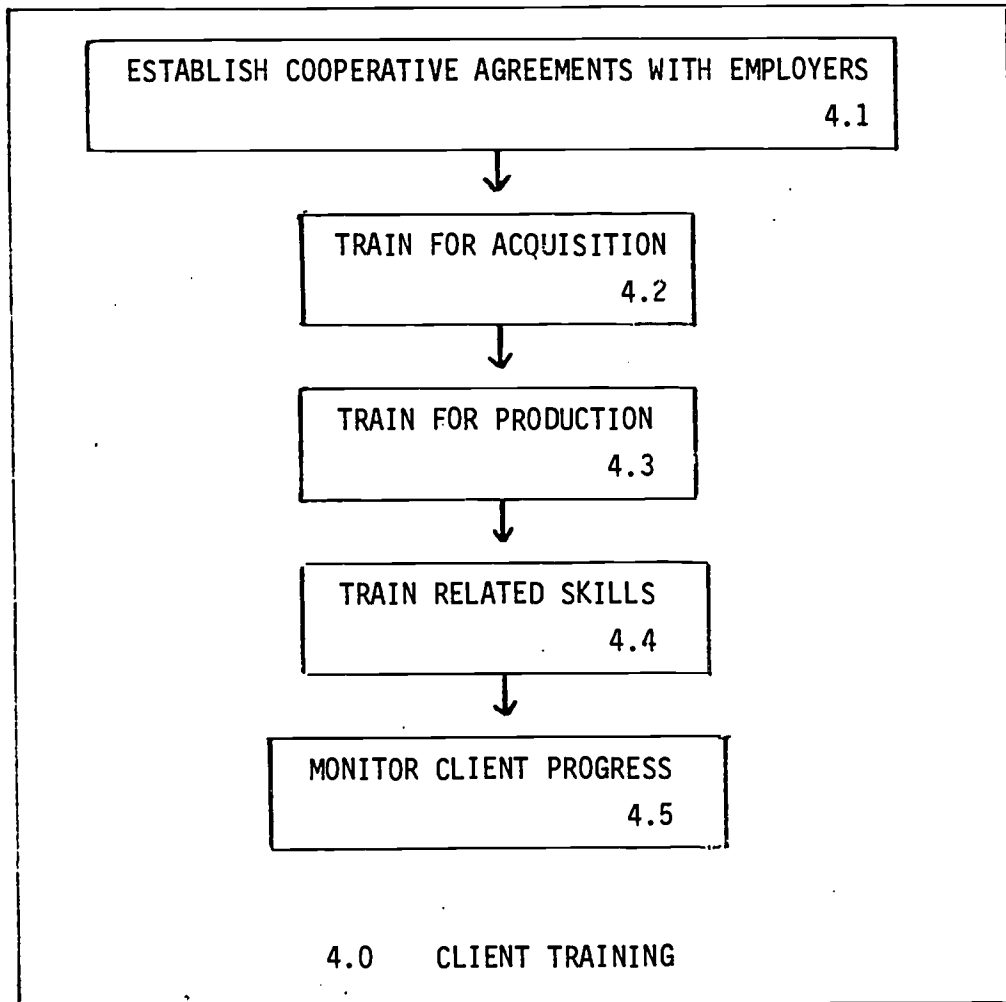 ESTABLISH COOPERATIVE AGREEMENTS WITH EMPLOYERS
4.1
TRAIN FOR ACQUISITION
4.2
TRAIN FOR PRODUCTION
4.3
TRAIN RELATED SKILLS
4.4
MONITOR CLIENT PROGRESS
4.5
4.0 CLIENT TRAINING